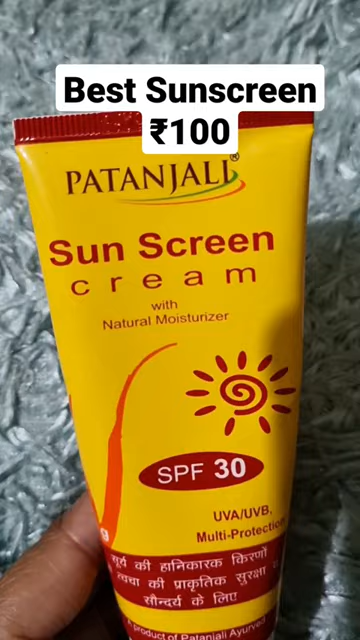 Best Sunscreen
₹100
PATANJALI®
Sun Screen
cream
with
Natural Moisturizer
SPF 30
UVA/UVB,
Multi-Protection
सूर्य की हानिकारक किरणों
त्वचा की प्राकृतिक सुरक्षा
सौन्दर्य के लिए
product of Patanjali Ayurved